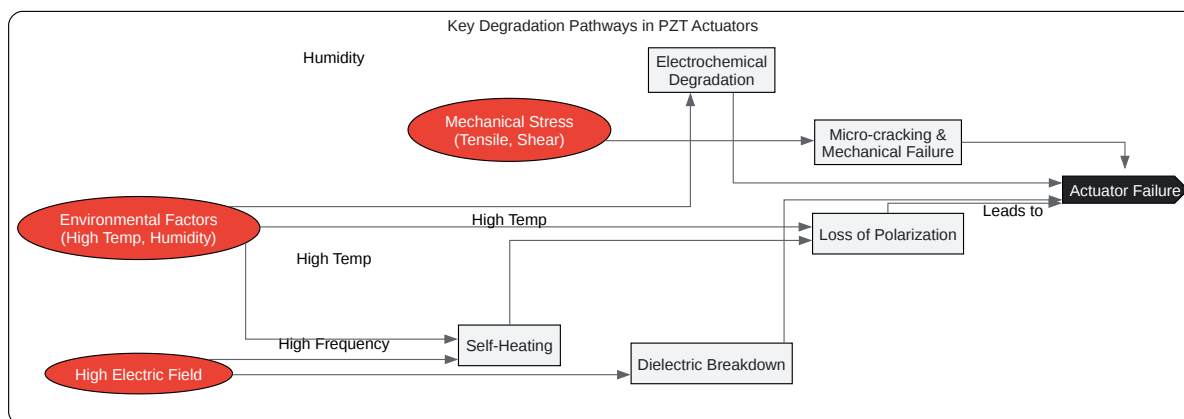 Key Degradation Pathways in PZT Actuators
Humidity
Electrochemical
Degradation
Mechanical Stress
(Tensile, Shear)
Micro-cracking &
Mechanical Failure
Actuator Failure
Environmental Factors
(High Temp, Humidity)
High Temp
Leads to
Loss of Polarization
High Temp
High Frequency
Self-Heating
High Electric Field
Dielectric Breakdown